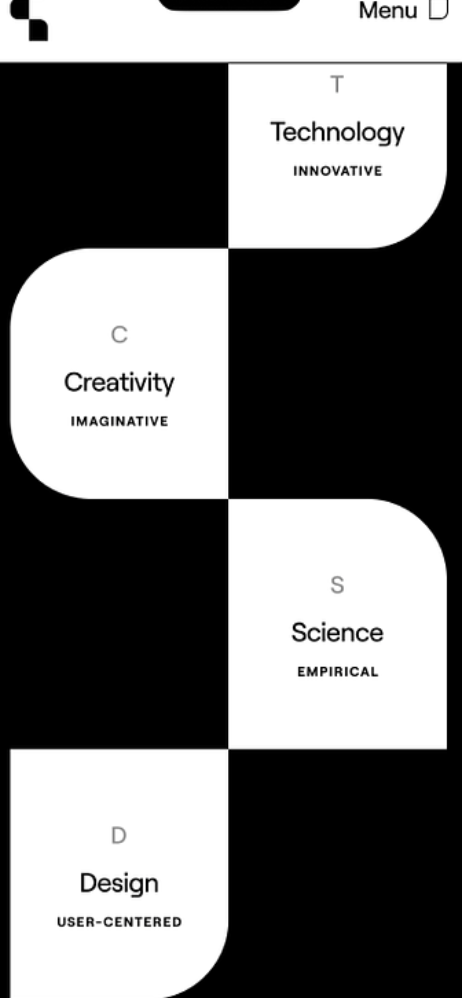 Menu
T
Technology
INNOVATIVE
C
Creativity
IMAGINATIVE
S
Science
EMPIRICAL
D
Design
USER-CENTERED